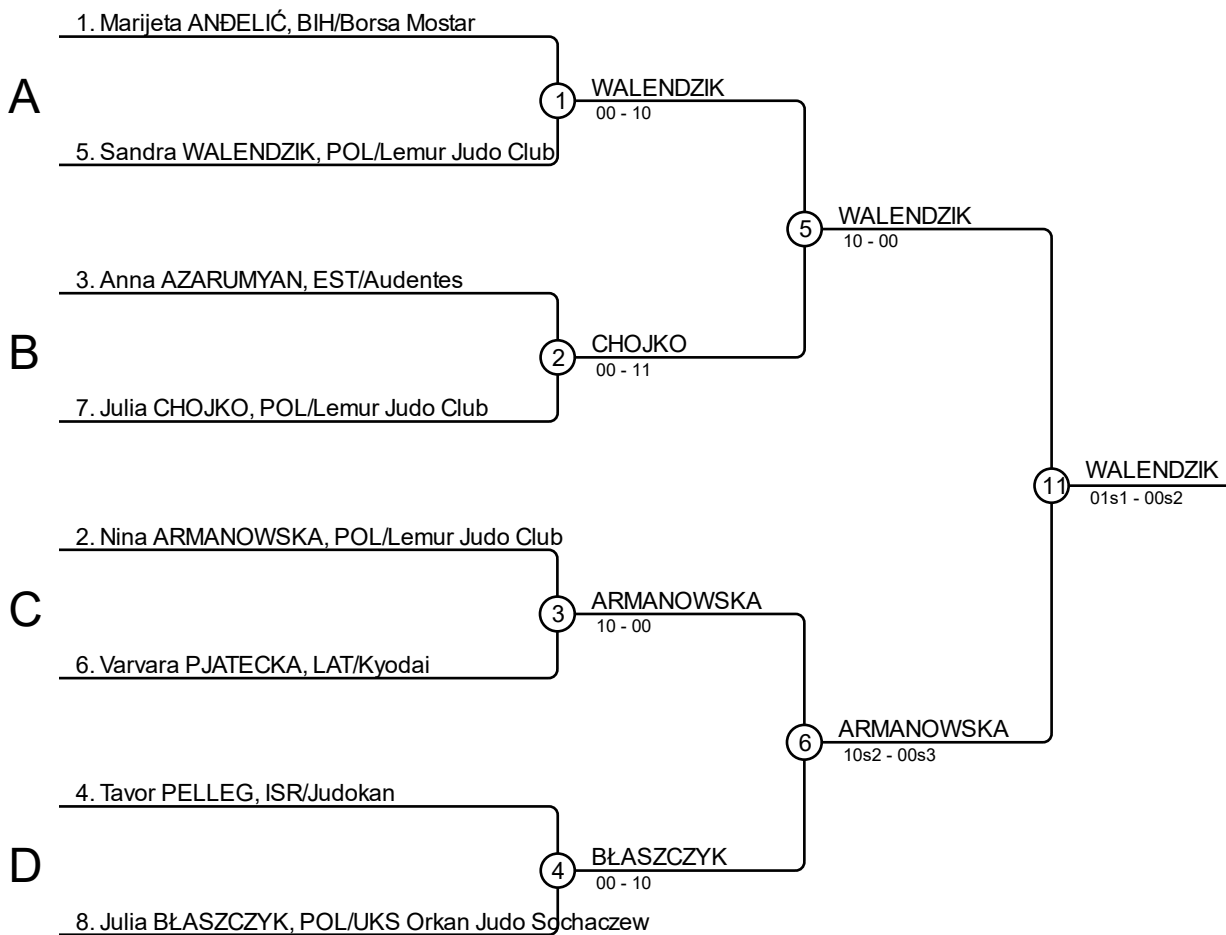 1. Marijeta ANĐELIĆ, BIH/Borsa Mostar
A
1
WALENDZIK
00 - 10
5. Sandra WALENDZIK, POL/Lemur Judo Club
5
WALENDZIK
10 - 00
3. Anna AZARUMYAN, EST/Audentes
B
2
CHOJKO
00 - 11
7. Julia CHOJKO, POL/Lemur Judo Club
11
WALENDZIK
01s1 - 00s2
2. Nina ARMANOWSKA, POL/Lemur Judo Club
C
3
ARMANOWSKA
10 - 00
6. Varvara PJATECKA, LAT/Kyodai
6
ARMANOWSKA
10s2 - 00s3
4. Tavor PELLEG, ISR/Judokan
D
4
BŁASZCZYK
00 - 10
8. Julia BŁASZCZYK, POL/UKS Orkan Judo Sochaczew